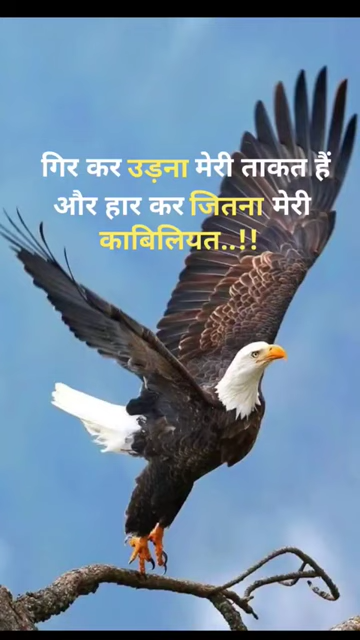 गिर कर उड़ना मेरी ताकत हैं
और हार कर जितना मेरी
काबिलियत..!!